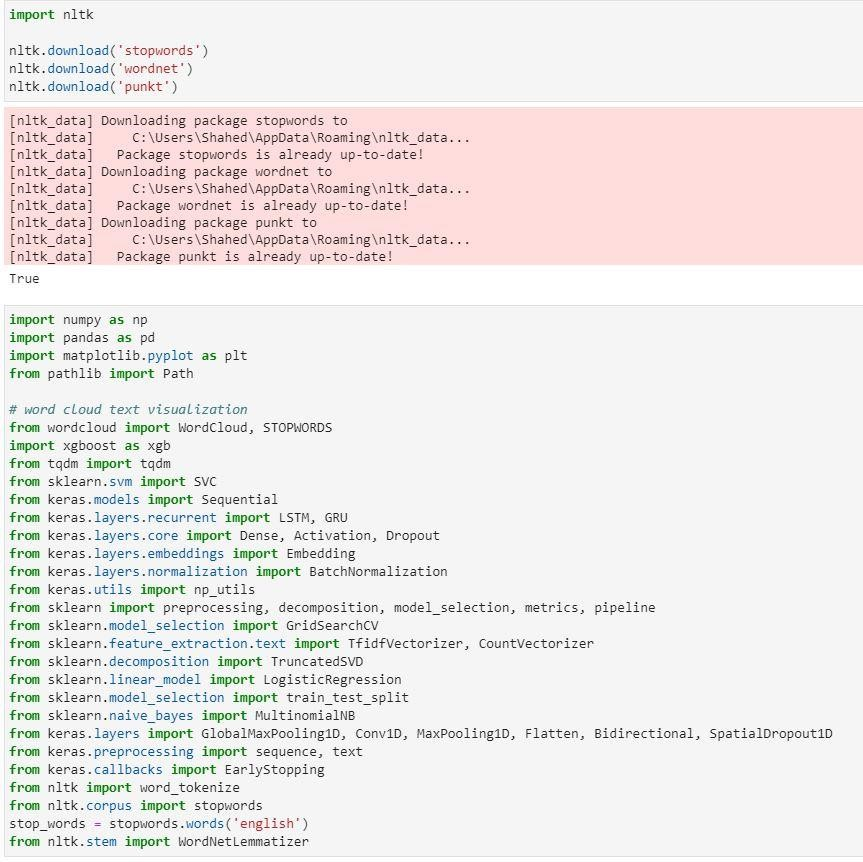 import nltk
nltk.download('stopwords')
nltk.download('wordnet')
nltk.download('punkt')
[nltk_data] Downloading package stopwords to
[nltk_data]     C:\Users\Shahed\AppData\Roaming\nltk_data...
[nltk_data]   Package stopwords is already up-to-date!
[nltk_data] Downloading package wordnet to
[nltk_data]     C:\Users\Shahed\AppData\Roaming\nltk_data...
[nltk_data]   Package wordnet is already up-to-date!
[nltk_data] Downloading package punkt to
[nltk_data]     C:\Users\Shahed\AppData\Roaming\nltk_data...
[nltk_data]   Package punkt is already up-to-date!
True
import numpy as np
import pandas as pd
import matplotlib.pyplot as plt
from pathlib import Path
# word cloud text visualization
from wordcloud import WordCloud, STOPWORDS
import xgboost as xgb
from tqdm import tqdm
from sklearn.svm import SVC
from keras.models import Sequential
from keras.layers.recurrent import LSTM, GRU
from keras.layers.core import Dense, Activation, Dropout
from keras.layers.embeddings import Embedding
from keras.layers.normalization import BatchNormalization
from keras.utils import np_utils
from sklearn import preprocessing, decomposition, model_selection, metrics, pipeline
from sklearn.model_selection import GridSearchCV
from sklearn.feature_extraction.text import TfidfVectorizer, CountVectorizer
from sklearn.decomposition import TruncatedSVD
from sklearn.linear_model import LogisticRegression
from sklearn.model_selection import train_test_split
from sklearn.naive_bayes import MultinomialNB
from keras.layers import GlobalMaxPooling1D, Conv1D, MaxPooling1D, Flatten, Bidirectional, SpatialDropout1D
from keras.preprocessing import sequence, text
from keras.callbacks import EarlyStopping
from nltk import word_tokenize
from nltk.corpus import stopwords
stop_words = stopwords.words('english')
from nltk.stem import WordNetLemmatizer